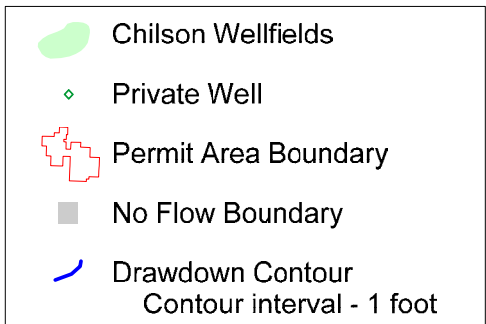 Chilson Wellfields
Private Well
Permit Area Boundary
No Flow Boundary
Drawdown Contour
Contour interval - 1 foot